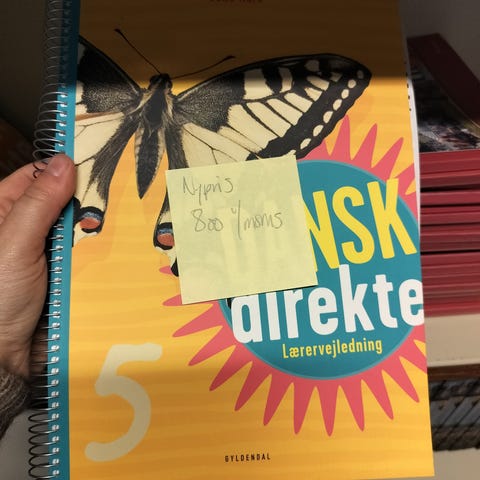 Nypris
800 i/moms
NSK
direkte
Lærervejledning
5
GYLDENDAL